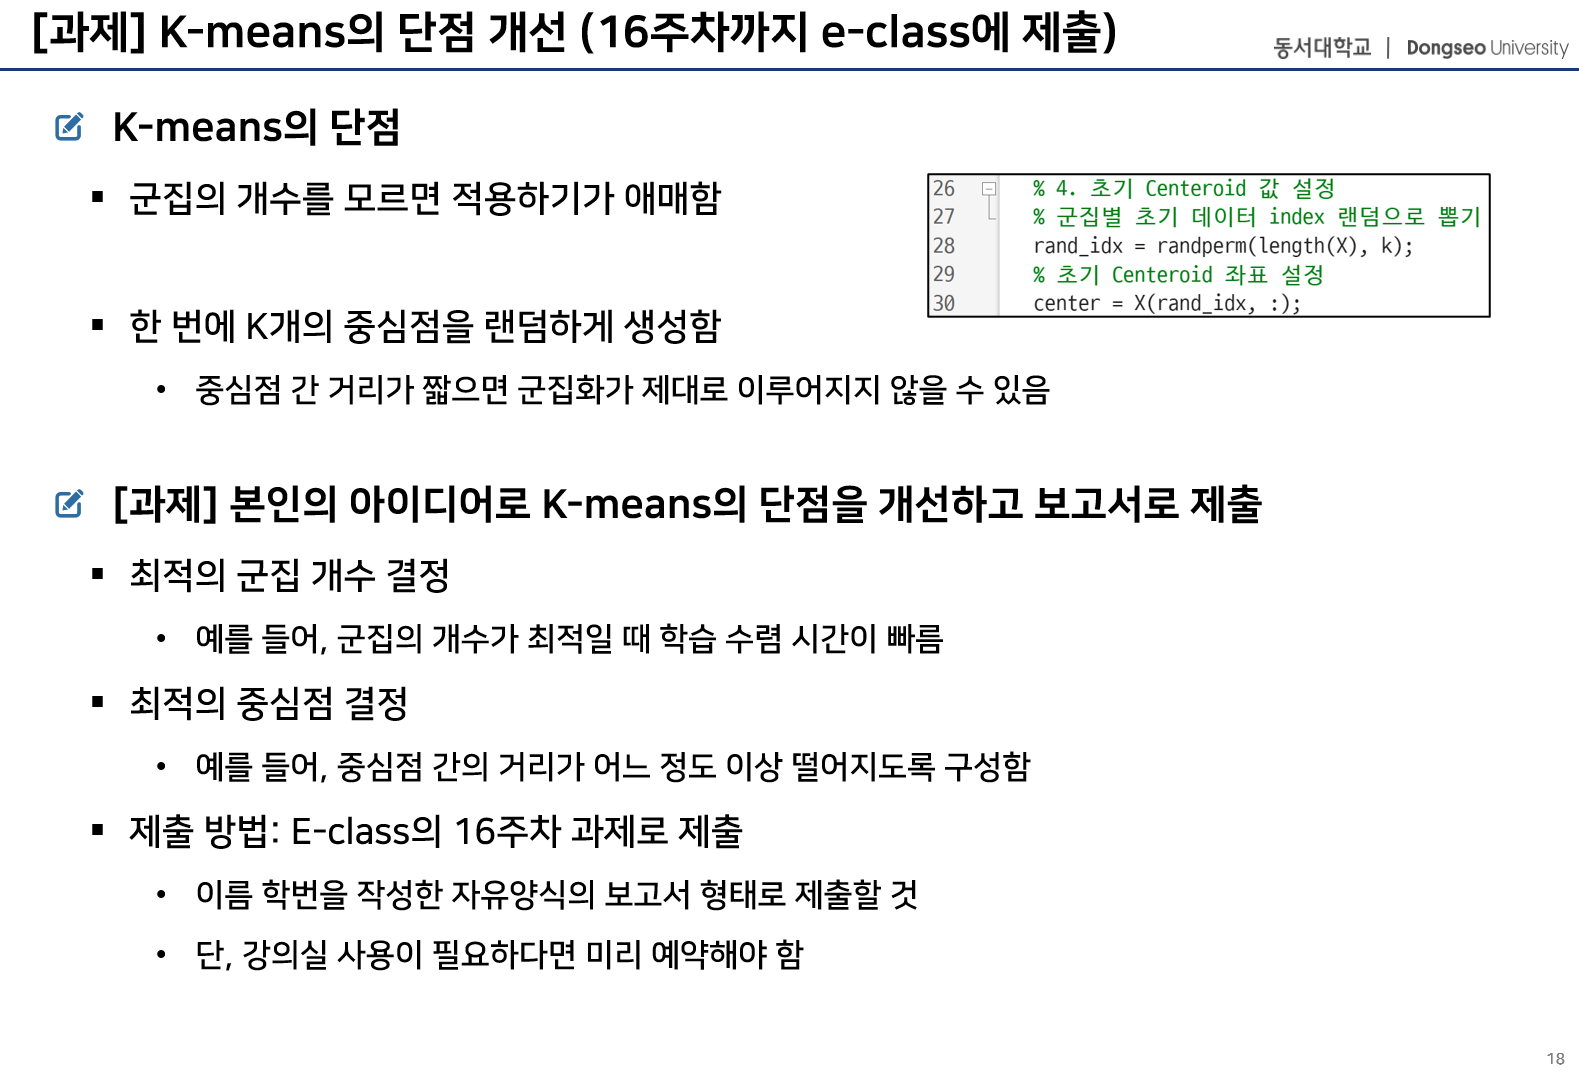 [과제] K-means의 단점 개선 (16주차까지 e-class에 제출)
동서대학교 | Dongseo University
K-means의 단점
▪ 군집의 개수를 모르면 적용하기가 애매함
26 % 4. 초기 Centeroid 값 설정
27 % 군집별 초기 데이터 index 랜덤으로 뽑기
28 rand_idx = randperm(length(X), k);
29 % 초기 Centeroid 좌표 설정
30 center = X(rand_idx, :);
▪ 한 번에 K개의 중심점을 랜덤하게 생성함
• 중심점 간 거리가 짧으면 군집화가 제대로 이루어지지 않을 수 있음
[과제] 본인의 아이디어로 K-means의 단점을 개선하고 보고서로 제출
▪ 최적의 군집 개수 결정
• 예를 들어, 군집의 개수가 최적일 때 학습 수렴 시간이 빠름
▪ 최적의 중심점 결정
• 예를 들어, 중심점 간의 거리가 어느 정도 이상 떨어지도록 구성함
▪ 제출 방법: E-class의 16주차 과제로 제출
• 이름 학번을 작성한 자유양식의 보고서 형태로 제출할 것
• 단, 강의실 사용이 필요하다면 미리 예약해야 함
18